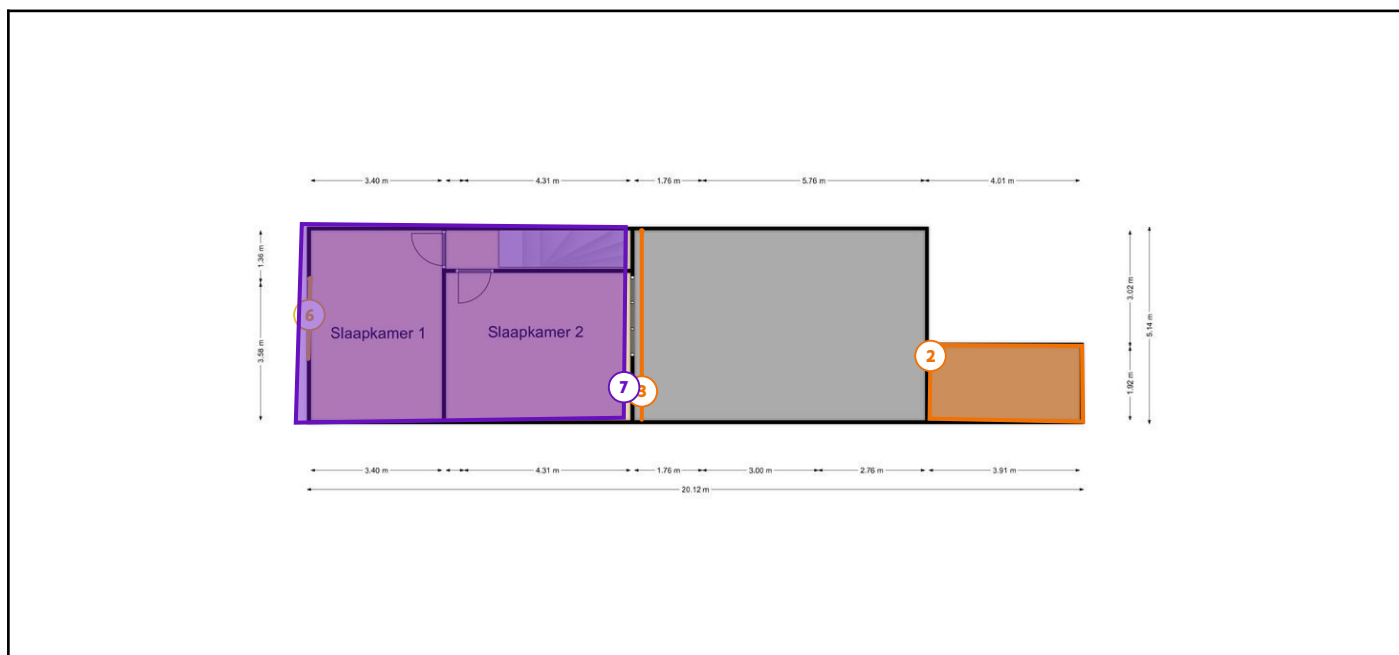 3.40 m 4.31 m 1.76 m 5.76 m 4.01 m
1.36 m
3.58 m
6
Slaapkamer 1
Slaapkamer 2
7
3
2
3.02 m
1.92 m
5.14 m
3.40 m 4.31 m 1.76 m 3.00 m 2.76 m 3.91 m
20.12 m